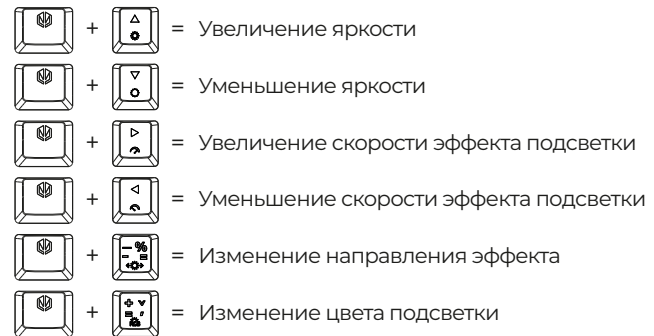 + = Увеличение яркости
+ = Уменьшение яркости
+ = Увеличение скорости эффекта подсветки
+ = Уменьшение скорости эффекта подсветки
+ — % - = = Изменение направления эффекта
+ + = = Изменение цвета подсветки